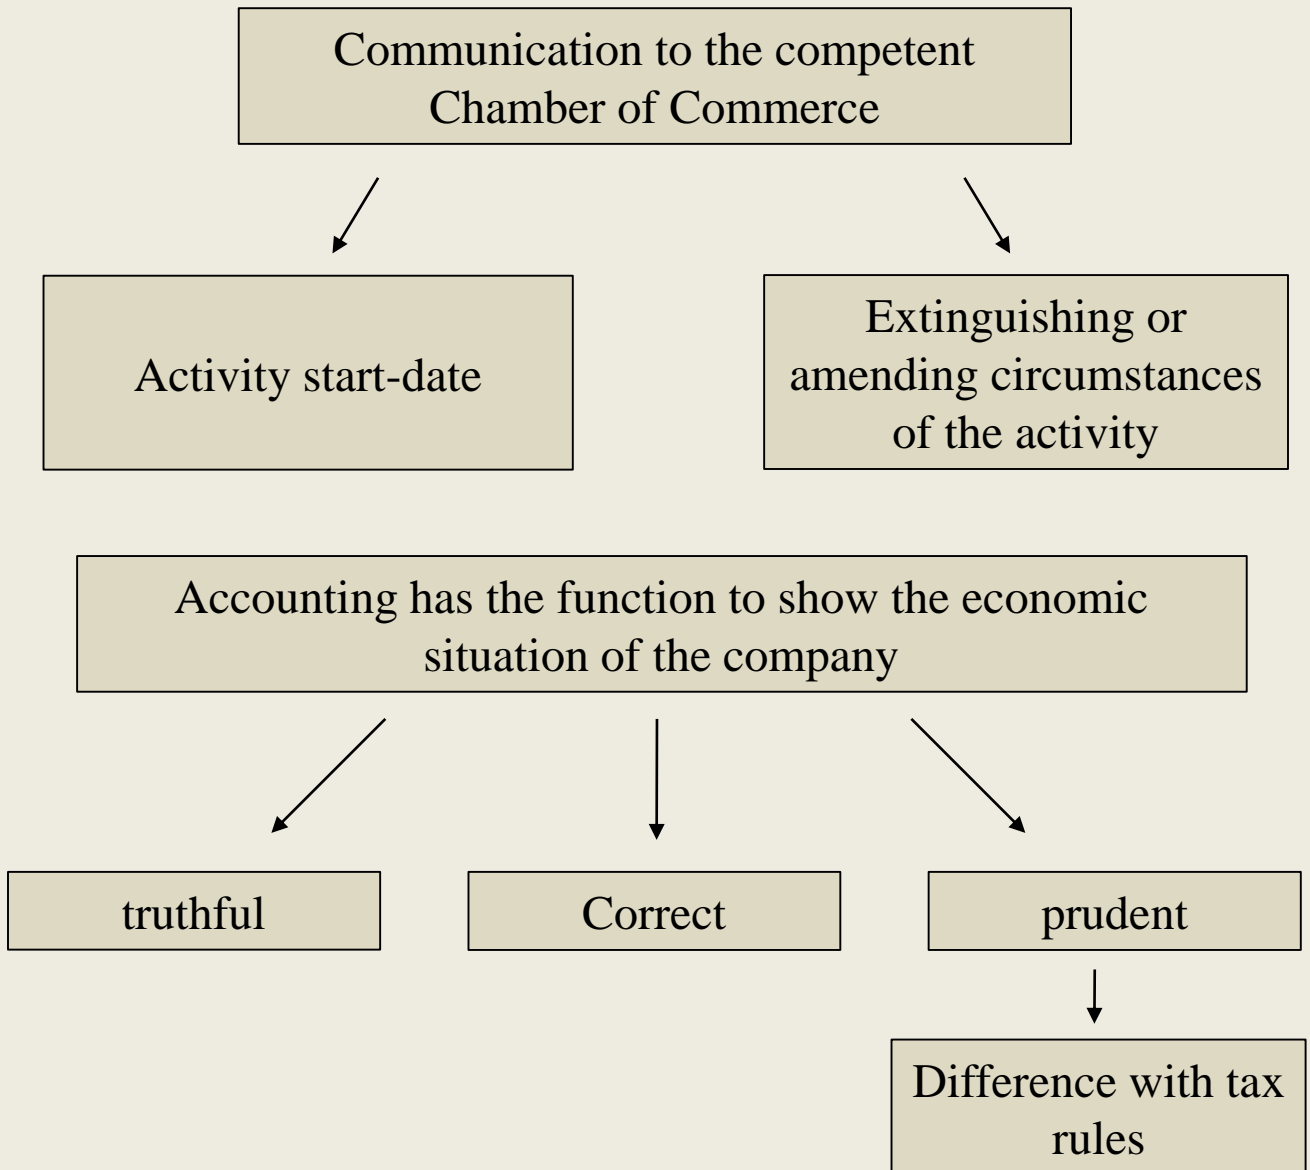 Communication to the competent
Chamber of Commerce
Activity start-date
Extinguishing or
amending circumstances
of the activity
Accounting has the function to show the economic
situation of the company
truthful
Correct
prudent
Difference with tax
rules